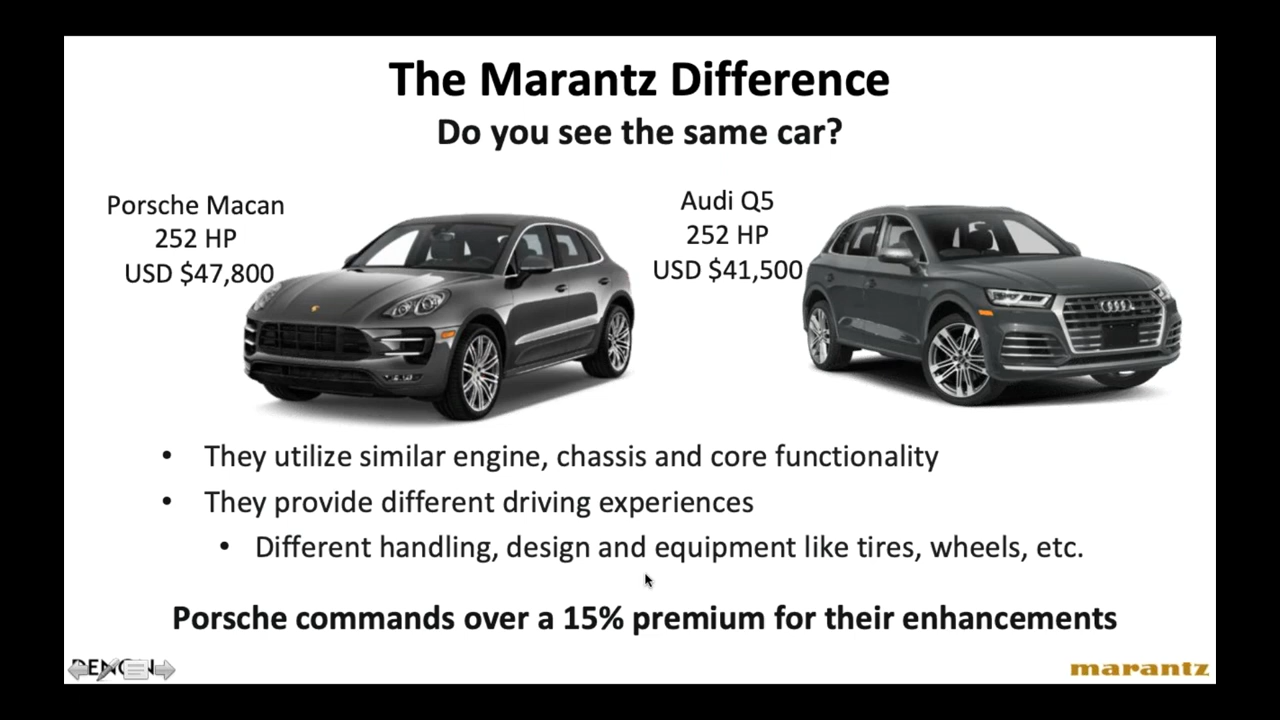 The Marantz Difference
Do you see the same car?
Porsche Macan
252 HP
USD $47,800
Audi Q5
252 HP
USD $41,500
• They utilize similar engine, chassis and core functionality
• They provide different driving experiences
• Different handling, design and equipment like tires, wheels, etc.
Porsche commands over a 15% premium for their enhancements
DENON
marantz